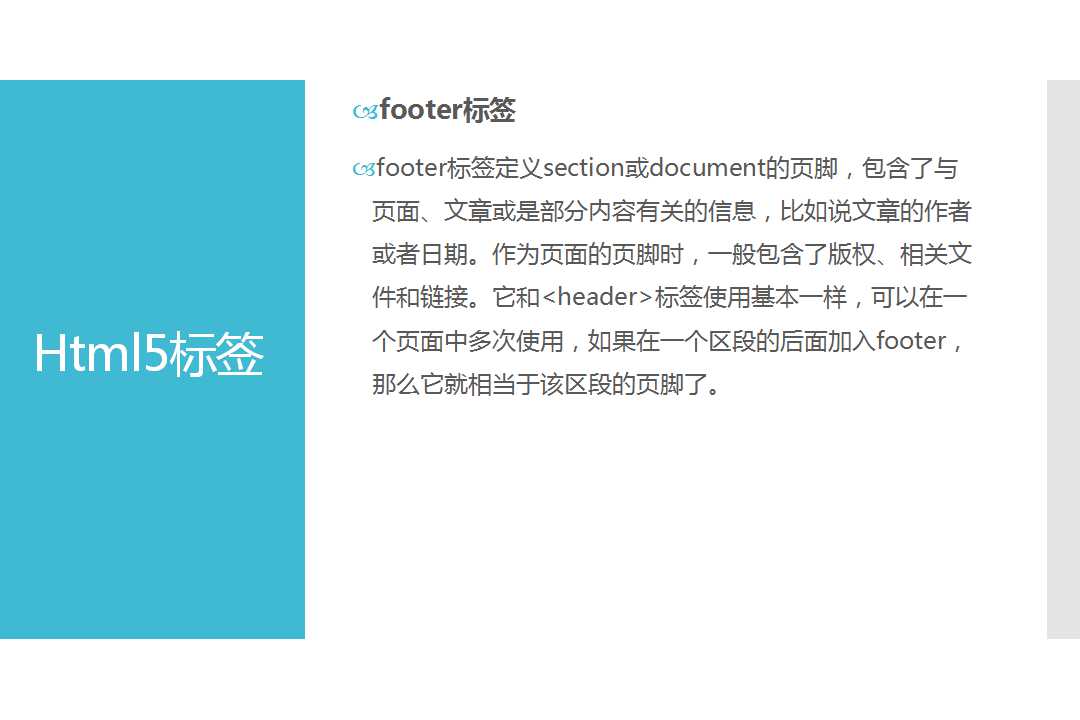 Html5标签
footer标签
footer标签定义section或document的页脚，包含了与
页面、文章或是部分内容有关的信息，比如说文章的作者
或者日期。作为页面的页脚时，一般包含了版权、相关文
件和链接。它和<header>标签使用基本一样，可以在一
个页面中多次使用，如果在一个区段的后面加入footer，
那么它就相当于该区段的页脚了。